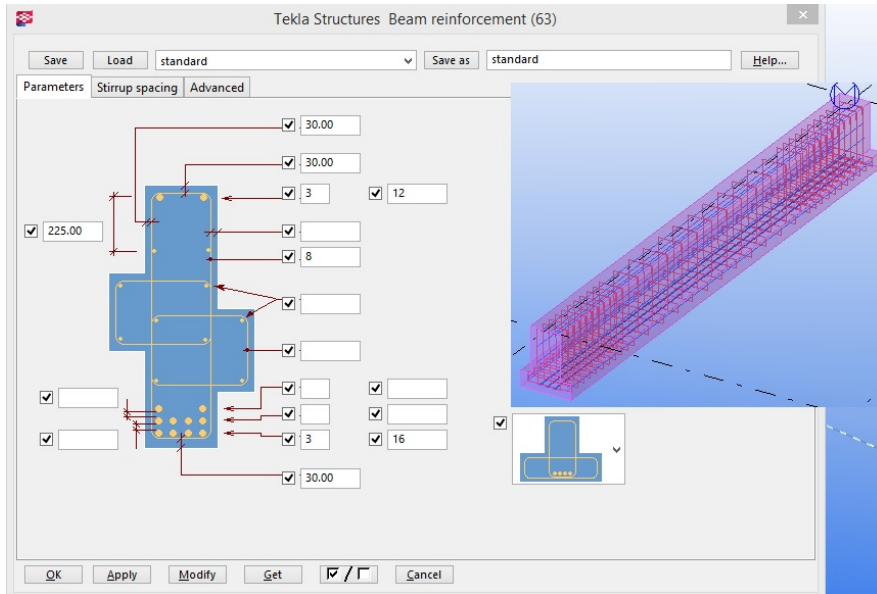 Tekla Structures Beam reinforcement (63)
Save Load standard Save as standard Help...
Parameters Stirrup spacing Advanced
30.00
30.00
3 12
225.00
8
3 16
30.00
OK Apply Modify Get / Cancel